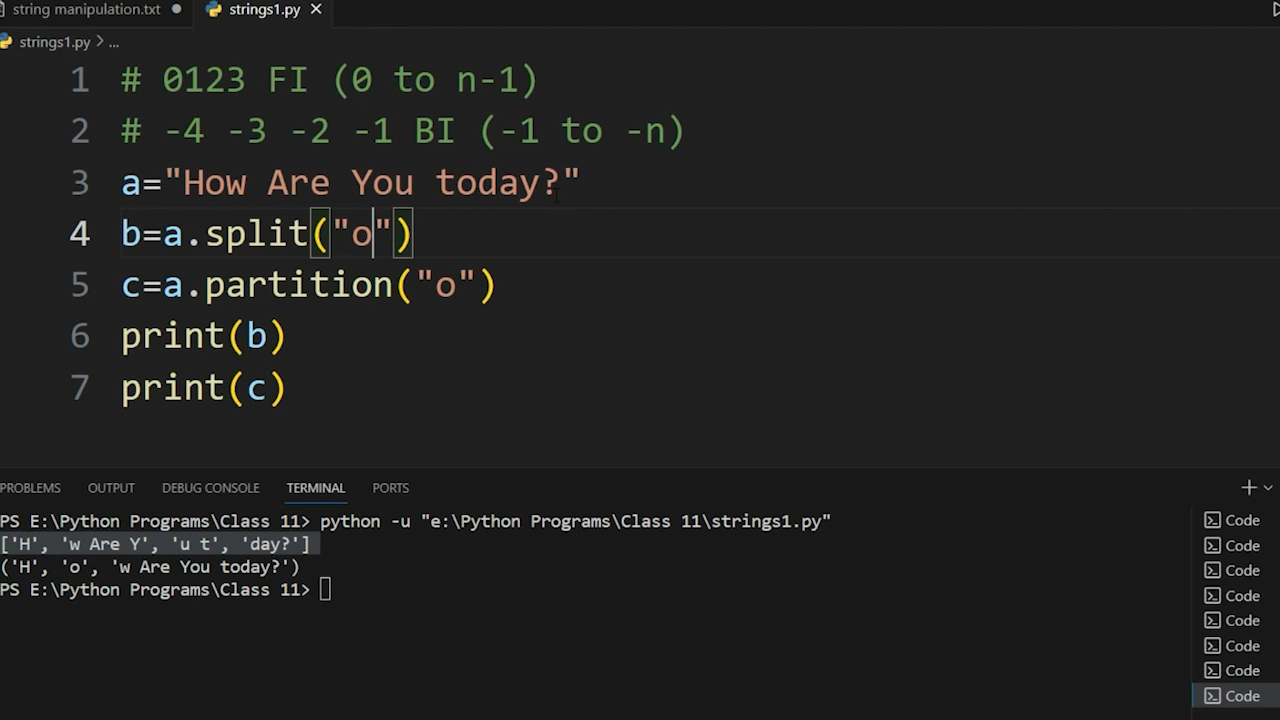 string manipulation.txt
strings1.py
strings1.py > ...
1 # 0123 FI (0 to n-1)
2 # -4 -3 -2 -1 BI (-1 to -n)
3 a="How Are You today?"
4 b=a.split("o")
5 c=a.partition("o")
6 print(b)
7 print(c)
PROBLEMS OUTPUT DEBUG CONSOLE TERMINAL PORTS
PS E:\Python Programs\Class 11> python -u "e:\Python Programs\Class 11\strings1.py"
['H', 'w Are Y', 'u t', 'day?']
('H', 'o', 'w Are You today?')
PS E:\Python Programs\Class 11>
Code
Code
Code
Code
Code
Code
Code
Code